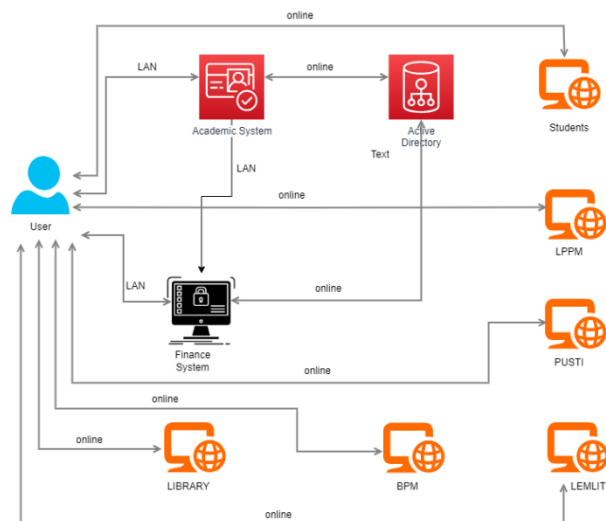 online
LAN
online
Academic System
Active
Directory
Students
Text
LAN
online
User
LPPM
LAN
online
Finance
System
PUSTI
online
online
LIBRARY
online
BPM
LEMLIT
online